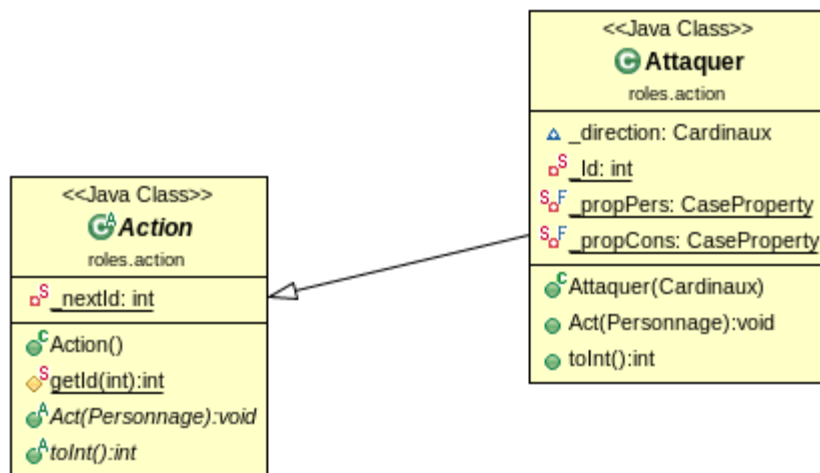 <<Java Class>>
Attaquer
roles.action
_direction: Cardinaux
_Id: int
_propPers: CaseProperty
_propCons: CaseProperty
Attaquer(Cardinaux)
Act(Personnage):void
toInt():int
<<Java Class>>
Action
roles.action
_nextId: int
Action()
getId(int):int
Act(Personnage):void
toInt():int